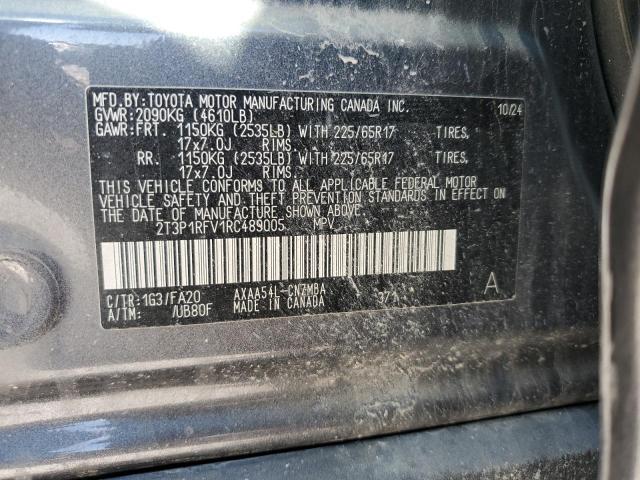 MFD.BY:TOYOTA MOTOR MANUFACTURING CANADA INC. 10/24
GVWR:2090KG (4610LB)
GAWR:FRT. 1150KG (2535LB) WITH 225/65R17 TIRES,
17x7.0J RIMS.
RR. 1150KG (2535LB) WITH 225/65R17 TIRES,
17x7.0J RIMS.
THIS VEHICLE CONFORMS TO ALL APPLICABLE FEDERAL MOTOR
VEHICLE SAFETY AND THEFT PREVENTION STANDARDS IN EFFECT
ON THE DATE OF MANUFACTURE SHOWN ABOVE.
2T3P1RFV1RC489005 MPV
C/TR:1G3/FA20 AXAA54L-CNZMBA A
A/TM: /UB80F MADE IN CANADA